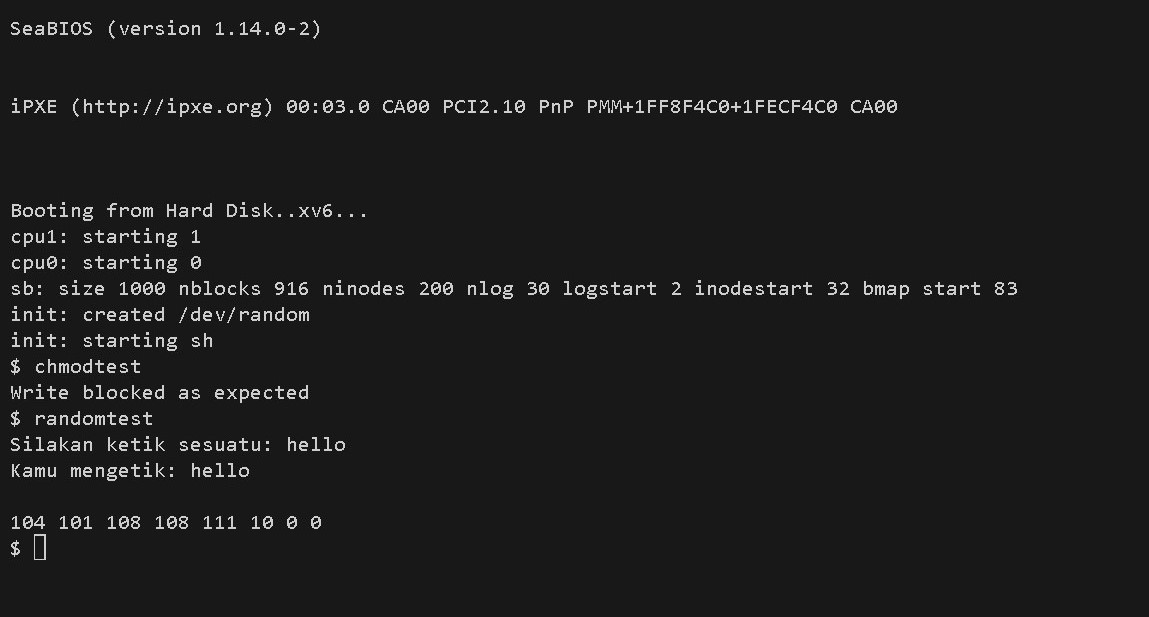 SeaBIOS (version 1.14.0-2)
iPXE (http://ipxe.org) 00:03.0 CA00 PCI2.10 PnP PMM+1FF8F4C0+1FECF4C0 CA00
Booting from Hard Disk..xv6...
cpu1: starting 1
cpu0: starting 0
sb: size 1000 nblocks 916 ninodes 200 nlog 30 logstart 2 inodestart 32 bmap start 83
init: created /dev/random
init: starting sh
$ chmodtest
Write blocked as expected
$ randomtest
Silakan ketik sesuatu: hello
Kamu mengetik: hello
104 101 108 108 111 10 0 0
$